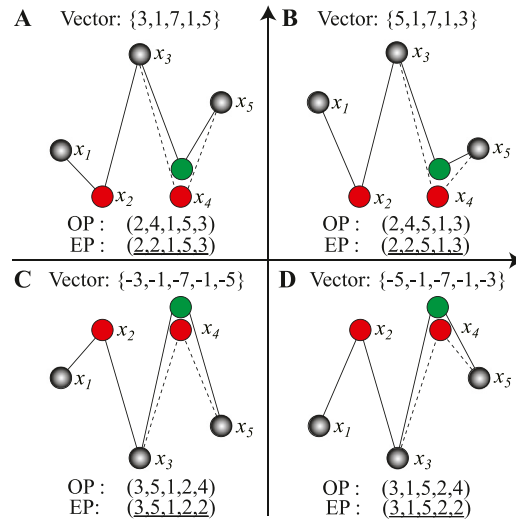 A Vector: {3,1,7,1,5}
x3
x5
x1
x2
x4
OP : (2,4,1,5,3)
EP : (2,2,1,5,3)
B Vector: {5,1,7,1,3}
x3
x1
x5
x2
x4
OP : (2,4,5,1,3)
EP : (2,2,5,1,3)
C Vector: {-3,-1,-7,-1,-5}
x2
x4
x1
x5
x3
OP : (3,5,1,2,4)
EP: (3,5,1,2,2)
D Vector: {-5,-1,-7,-1,-3}
x2
x4
x5
x1
x3
OP : (3,1,5,2,4)
EP : (3,1,5,2,2)